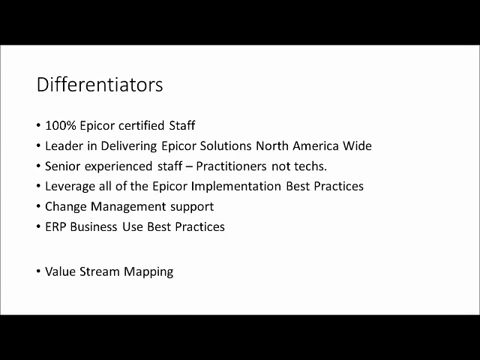 Differentiators
• 100% Epicor certified Staff
• Leader in Delivering Epicor Solutions North America Wide
• Senior experienced staff – Practitioners not techs.
• Leverage all of the Epicor Implementation Best Practices
• Change Management support
• ERP Business Use Best Practices
• Value Stream Mapping